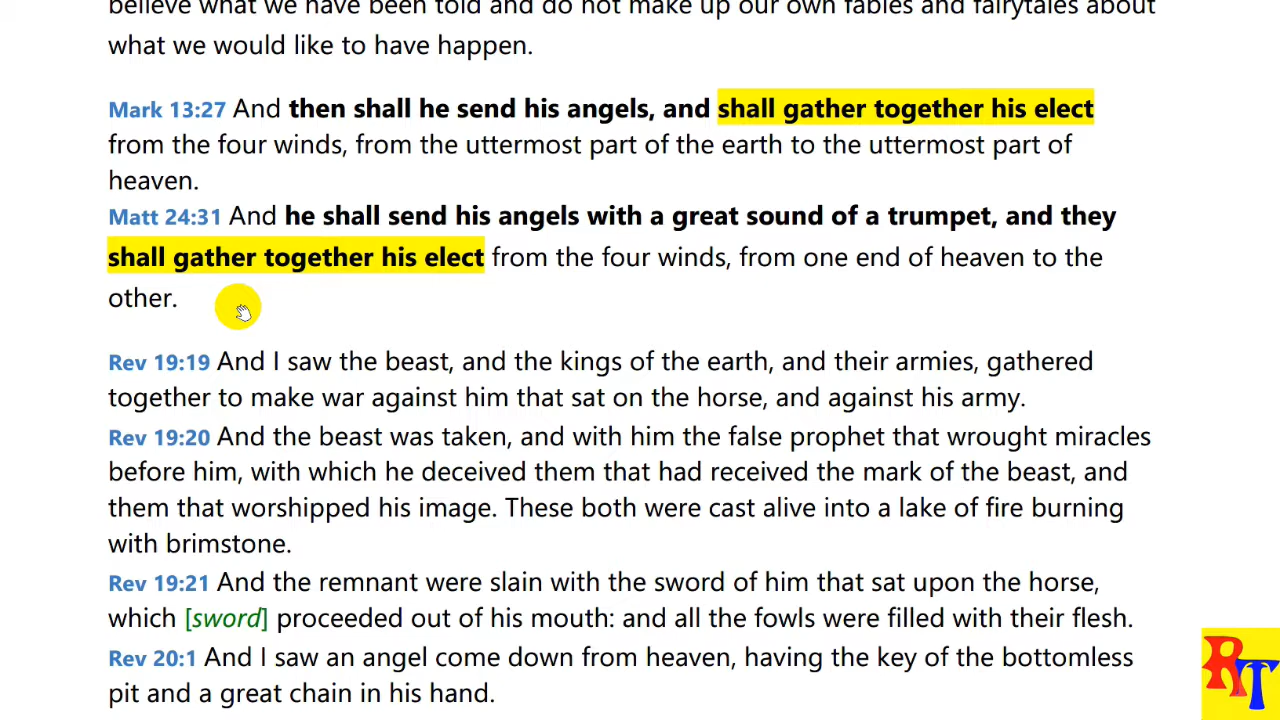 believe what we have been told and do not make up our own fables and fairytales about
what we would like to have happen.
Mark 13:27 And then shall he send his angels, and shall gather together his elect
from the four winds, from the uttermost part of the earth to the uttermost part of
heaven.
Matt 24:31 And he shall send his angels with a great sound of a trumpet, and they
shall gather together his elect from the four winds, from one end of heaven to the
other.
Rev 19:19 And I saw the beast, and the kings of the earth, and their armies, gathered
together to make war against him that sat on the horse, and against his army.
Rev 19:20 And the beast was taken, and with him the false prophet that wrought miracles
before him, with which he deceived them that had received the mark of the beast, and
them that worshipped his image. These both were cast alive into a lake of fire burning
with brimstone.
Rev 19:21 And the remnant were slain with the sword of him that sat upon the horse,
which [sword] proceeded out of his mouth: and all the fowls were filled with their flesh.
Rev 20:1 And I saw an angel come down from heaven, having the key of the bottomless
pit and a great chain in his hand.
RT